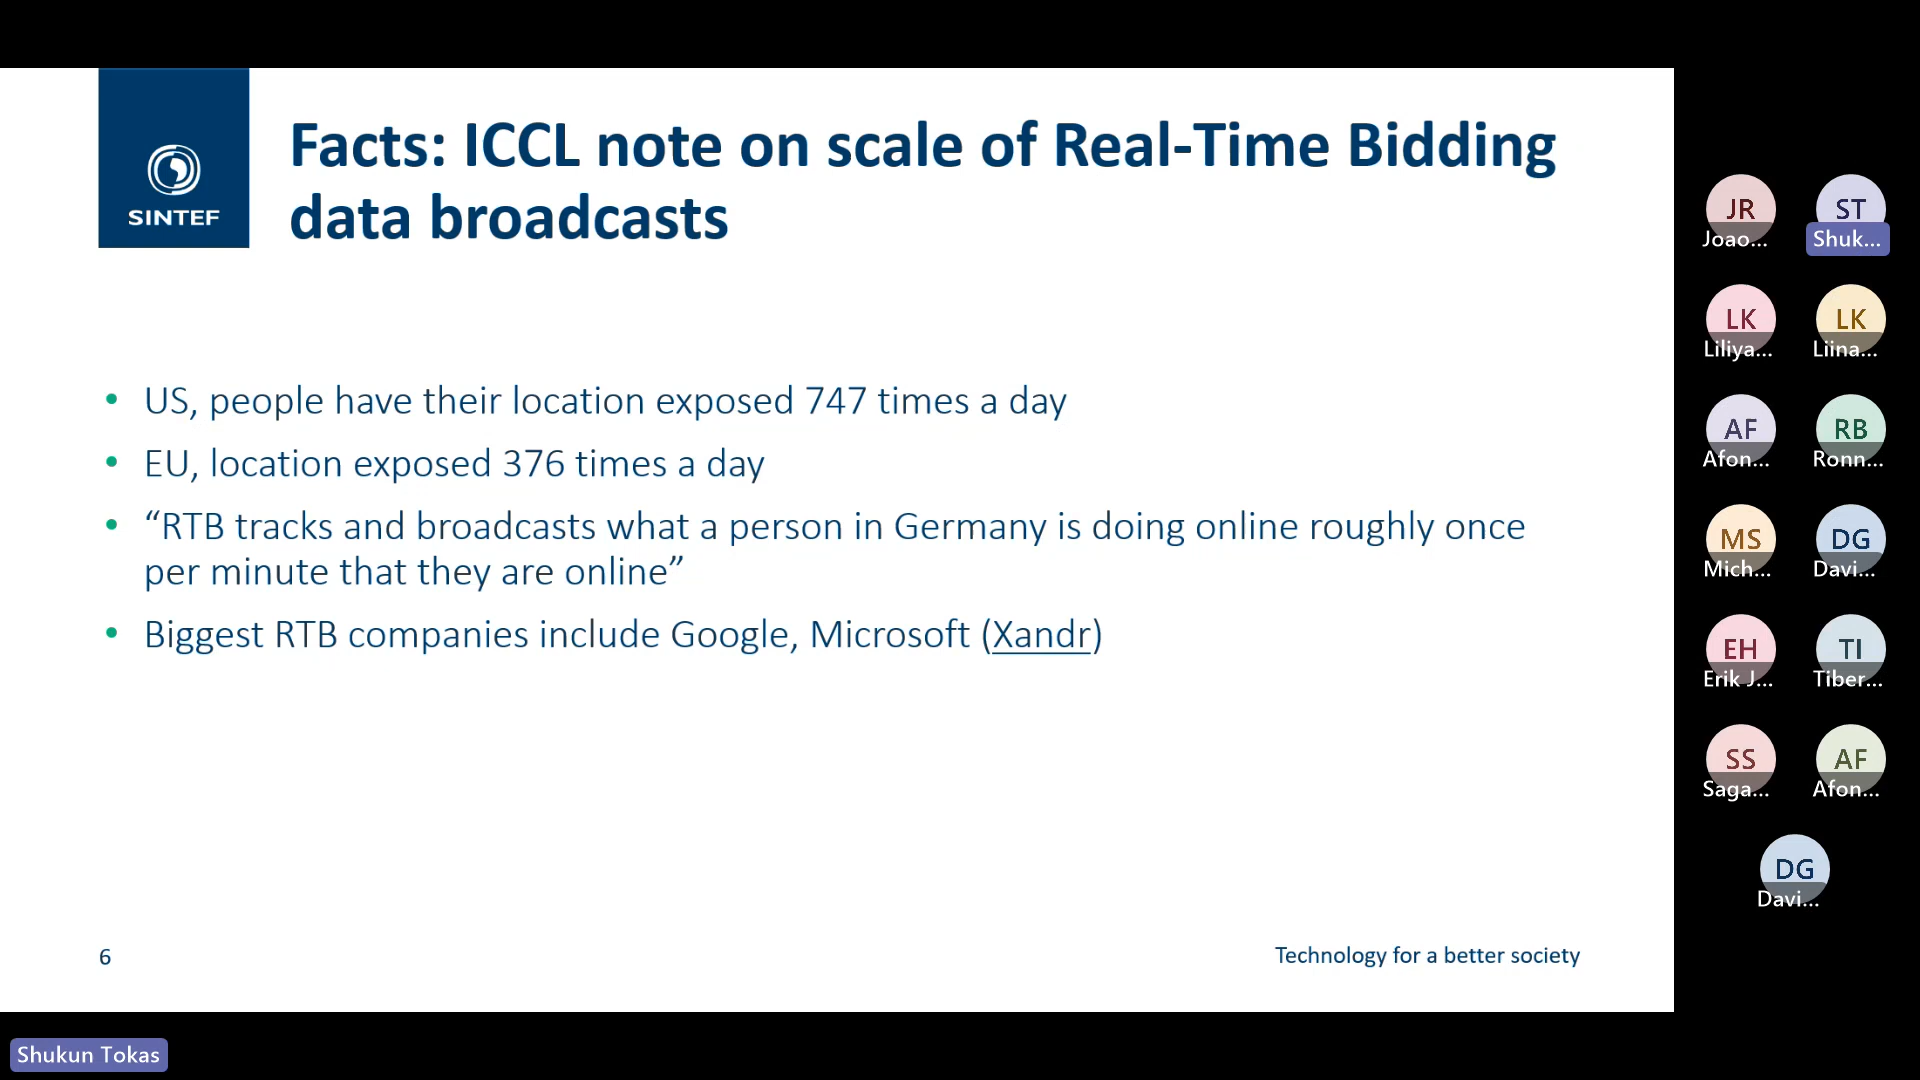 SINTEF
Facts: ICCL note on scale of Real-Time Bidding
data broadcasts
• US, people have their location exposed 747 times a day
• EU, location exposed 376 times a day
• “RTB tracks and broadcasts what a person in Germany is doing online roughly once
per minute that they are online”
• Biggest RTB companies include Google, Microsoft (Xandr)
6
Technology for a better society
JR
Joao...
ST
Shuk...
LK
Liliya...
LK
Liina...
AF
Afon...
RB
Ronn...
MS
Mich...
DG
Davi...
EH
Erik J...
TI
Tiber...
SS
Saga...
AF
Afon...
DG
Davi...
Shukun Tokas